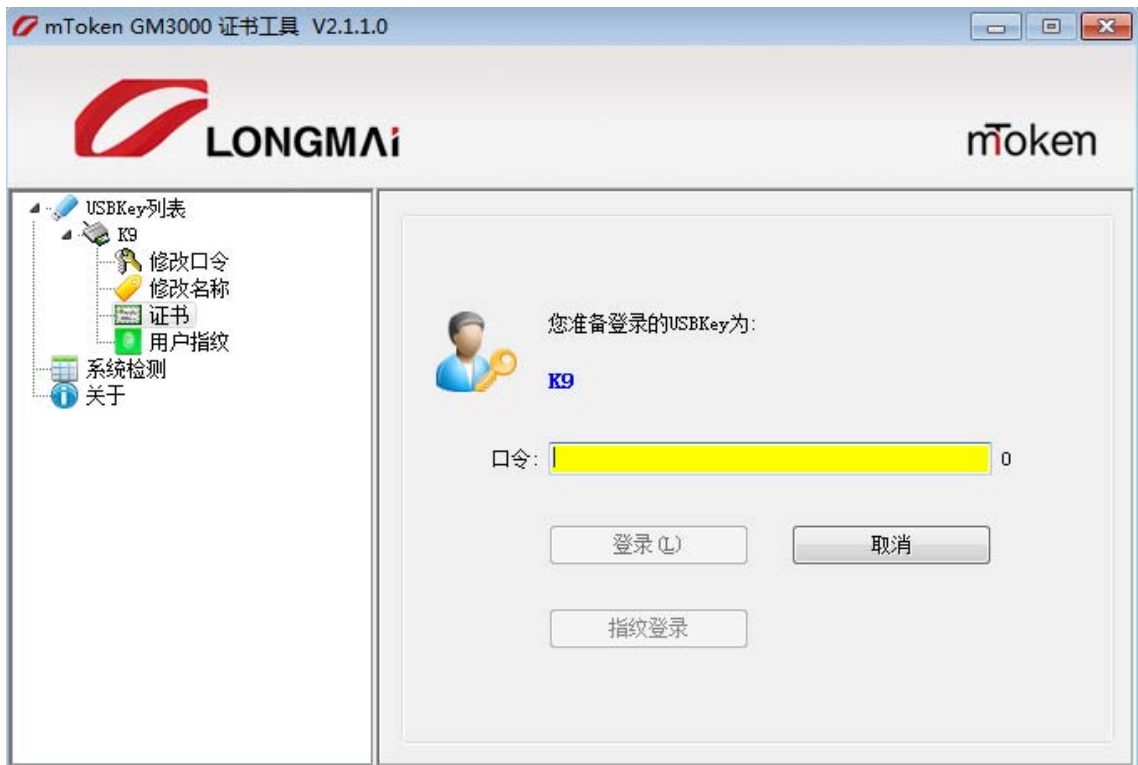 mToken GM3000 证书工具 V2.1.1.0
LONGMAi
mToken
USBKey列表
K9
修改口令
修改名称
证书
用户指纹
系统检测
关于
您准备登录的USBKey为:
K9
口令:
0
登录(L)
取消
指纹登录